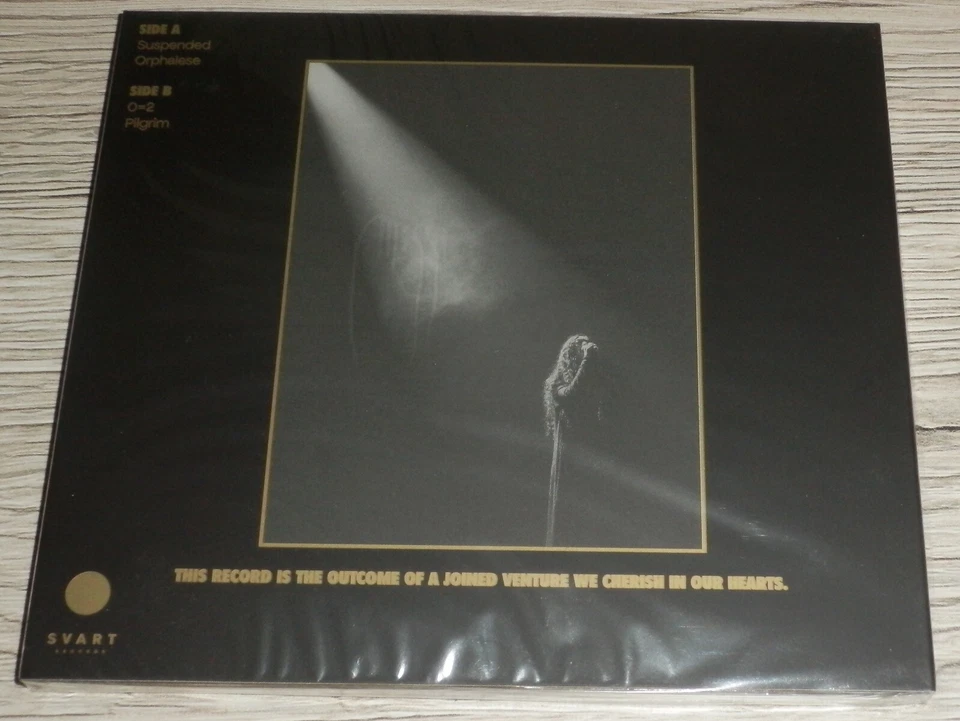 SIDE A
Suspended
Orphalese
SIDE B
0=2
Pilgrim
THIS RECORD IS THE OUTCOME OF A JOINED VENTURE WE CHERISH IN OUR HEARTS.
SVART
RECORDS